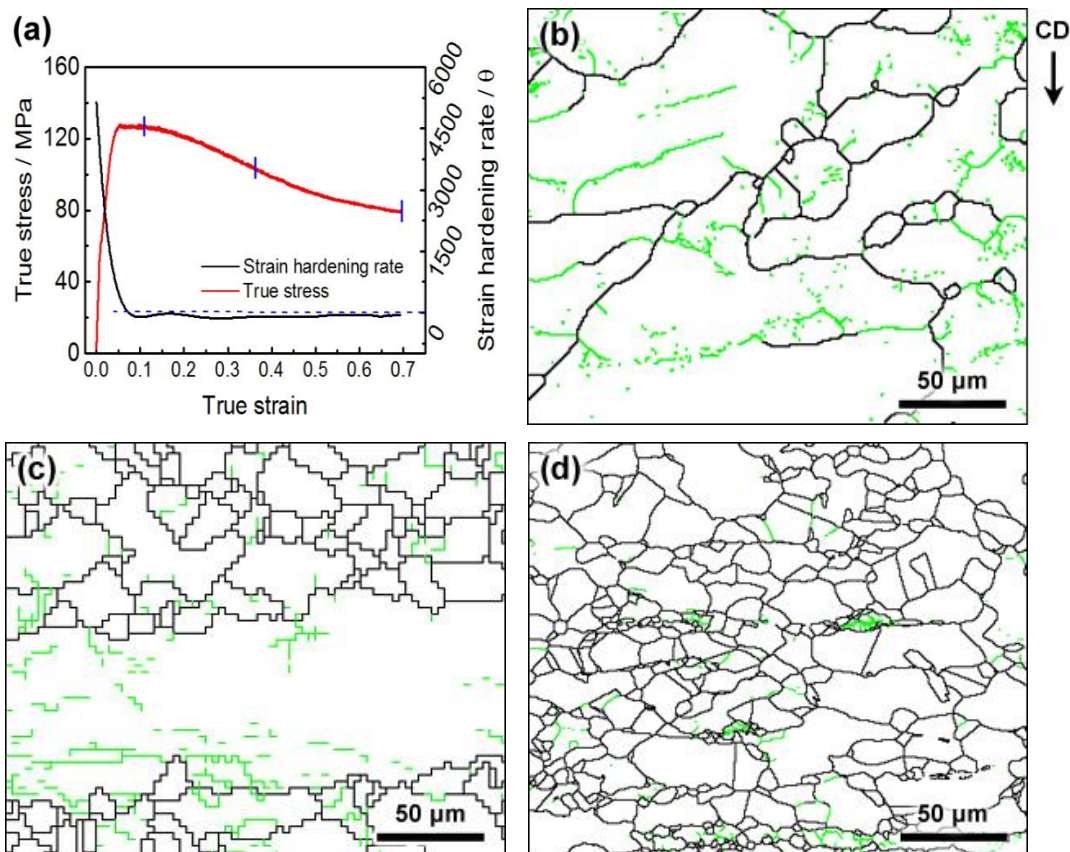 (a)
True stress / MPa
160
120
80
40
0
0.0 0.1 0.2 0.3 0.4 0.5 0.6 0.7
True strain
6000
4500
3000
1500
0
Strain hardening rate / θ
Strain hardening rate
True stress
(b)
CD
50 μm
(c)
50 μm
(d)
50 μm